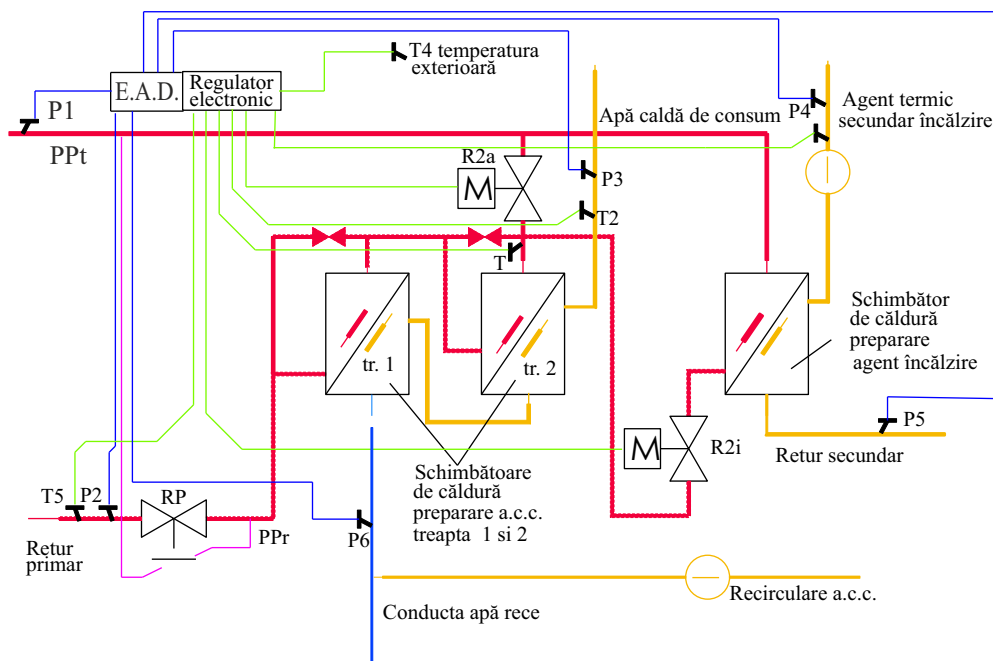 T4 temperatura
exterioară
E.A.D.
Regulator
electronic
P1
PPt
P4
Agent termic
secundar încălzire
Apă caldă de consum
R2a
M
P3
T2
T
tr. 1
tr. 2
Schimbător
de căldură
preparare
agent încălzire
P5
Retur secundar
M
R2i
Schimbătoare
de căldură
preparare a.c.c.
treapta 1 si 2
T5
P2
RP
PPr
P6
Retur
primar
Recirculare a.c.c.
Conducta apă rece